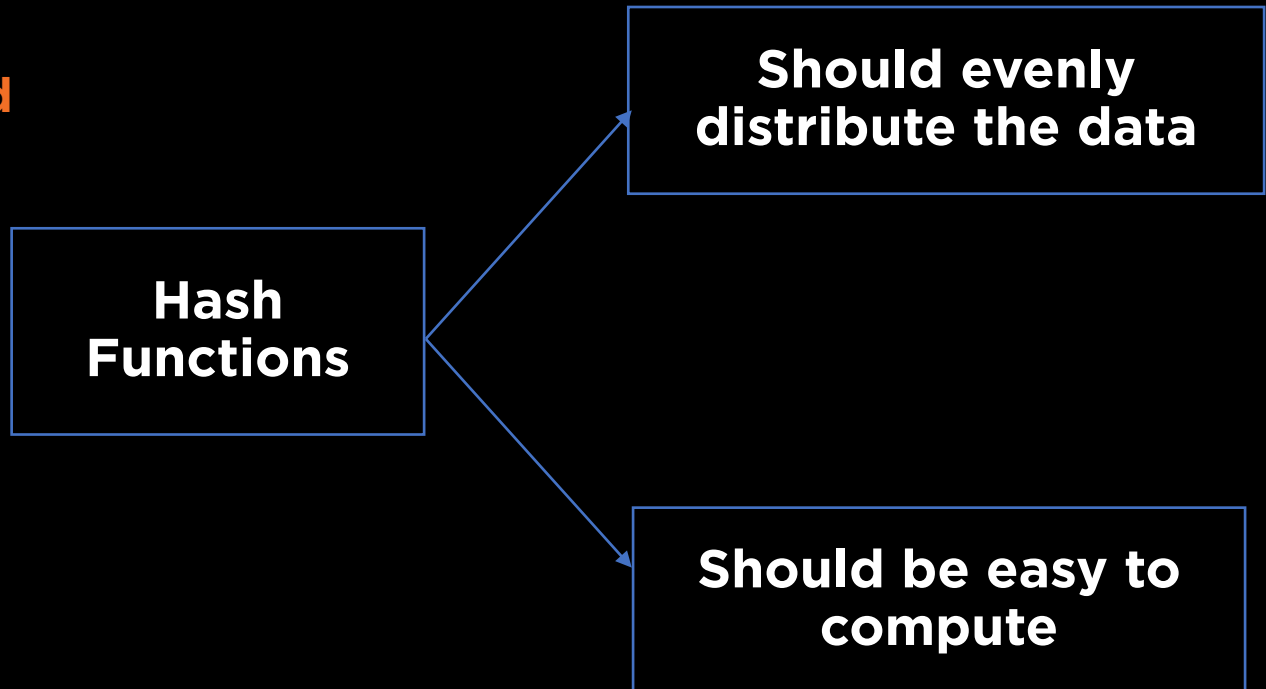 Should evenly
distribute the data
Hash
Functions
Should be easy to
compute